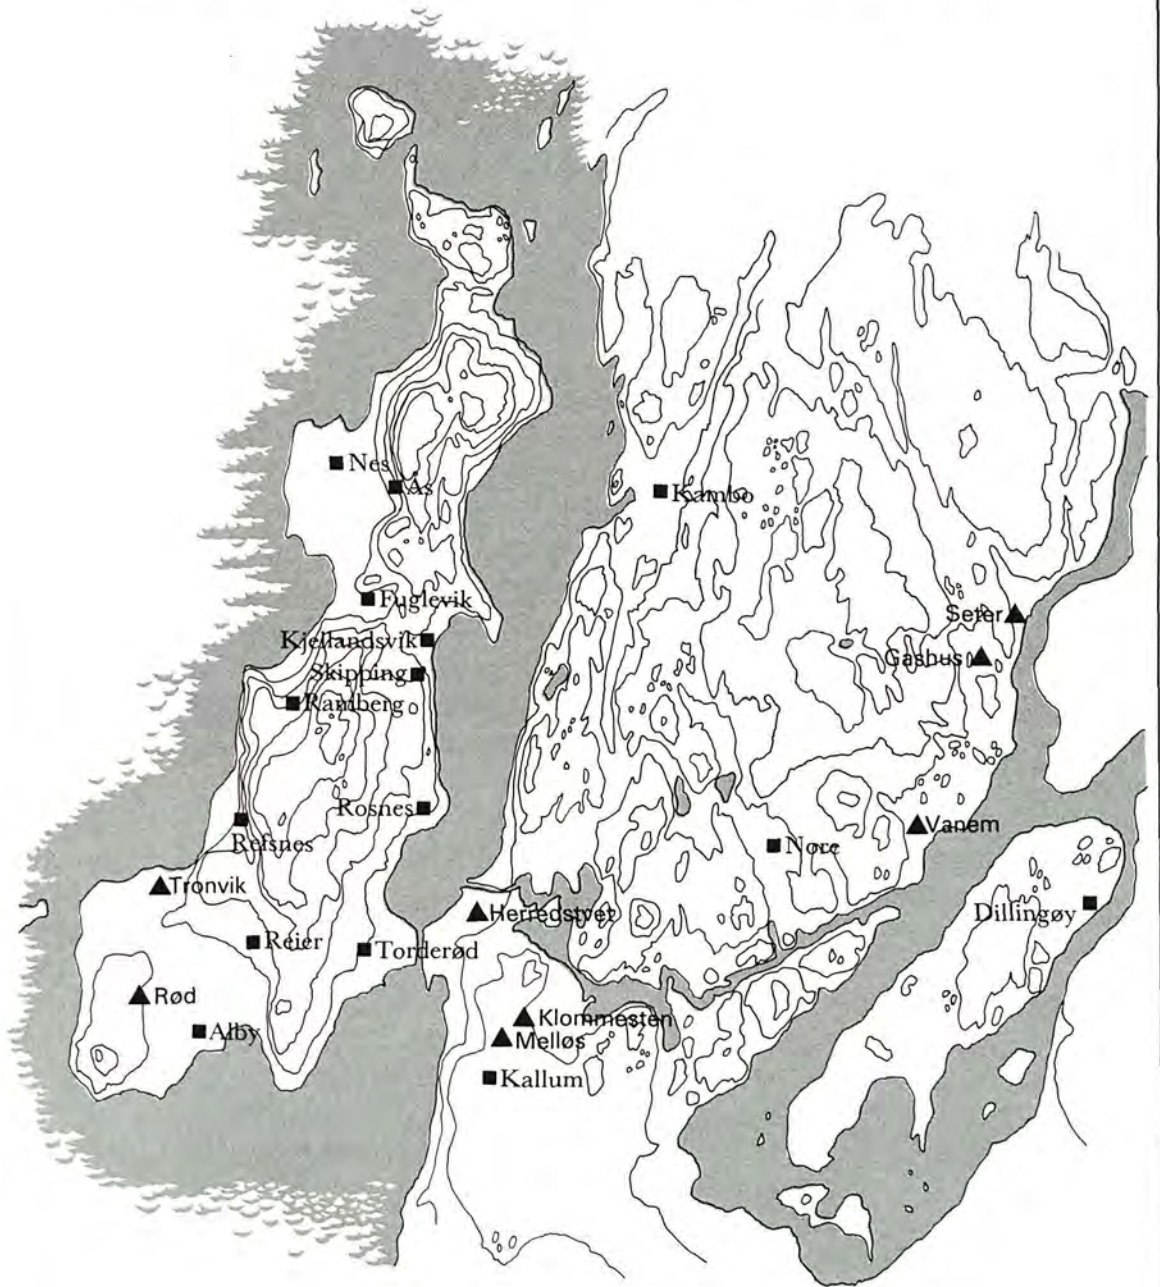 Nes
Ås
Kambo
Fuglevik
Seter
Kjellandsvik
Gashus
Skipping
Ramberg
Rosnes
Vanem
Refsnes
Nøre
Tronvik
Dillingøy
Herredstvet
Reier
Torderød
Rød
Klommesten
Alby
Melløs
Kallum